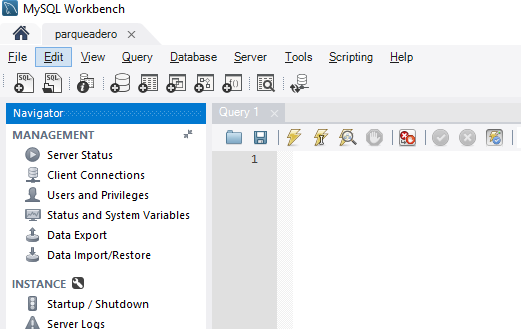 MySQL Workbench
parqueadero
File Edit View Query Database Server Tools Scripting Help
SQL SQL
Navigator
Query 1
MANAGEMENT
1
Server Status
Client Connections
Users and Privileges
Status and System Variables
Data Export
Data Import/Restore
INSTANCE
Startup / Shutdown
Server Logs